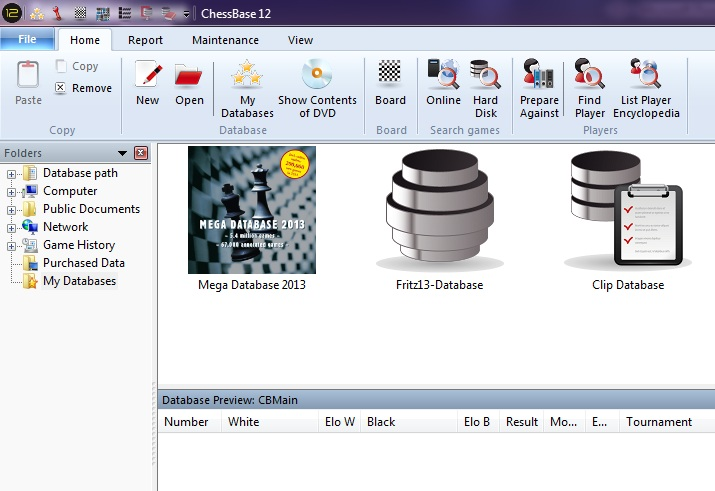 12
ChessBase 12
File
Home
Report
Maintenance
View
Paste
Copy
Remove
New
Open
My
Databases
Show Contents
of DVD
Board
Online
Hard
Disk
Prepare
Against
Find
Player
List Player
Encyclopedia
Copy
Database
Board
Search games
Players
Folders
Database path
Computer
Public Documents
Network
Game History
Purchased Data
My Databases
MEGA DATABASE 2013
- 5.4 million games -
- 67,000 annotated games -
Mega Database 2013
Fritz13-Database
Clip Database
Database Preview: CBMain
Number White Elo W Black Elo B Result Mo... E... Tournament